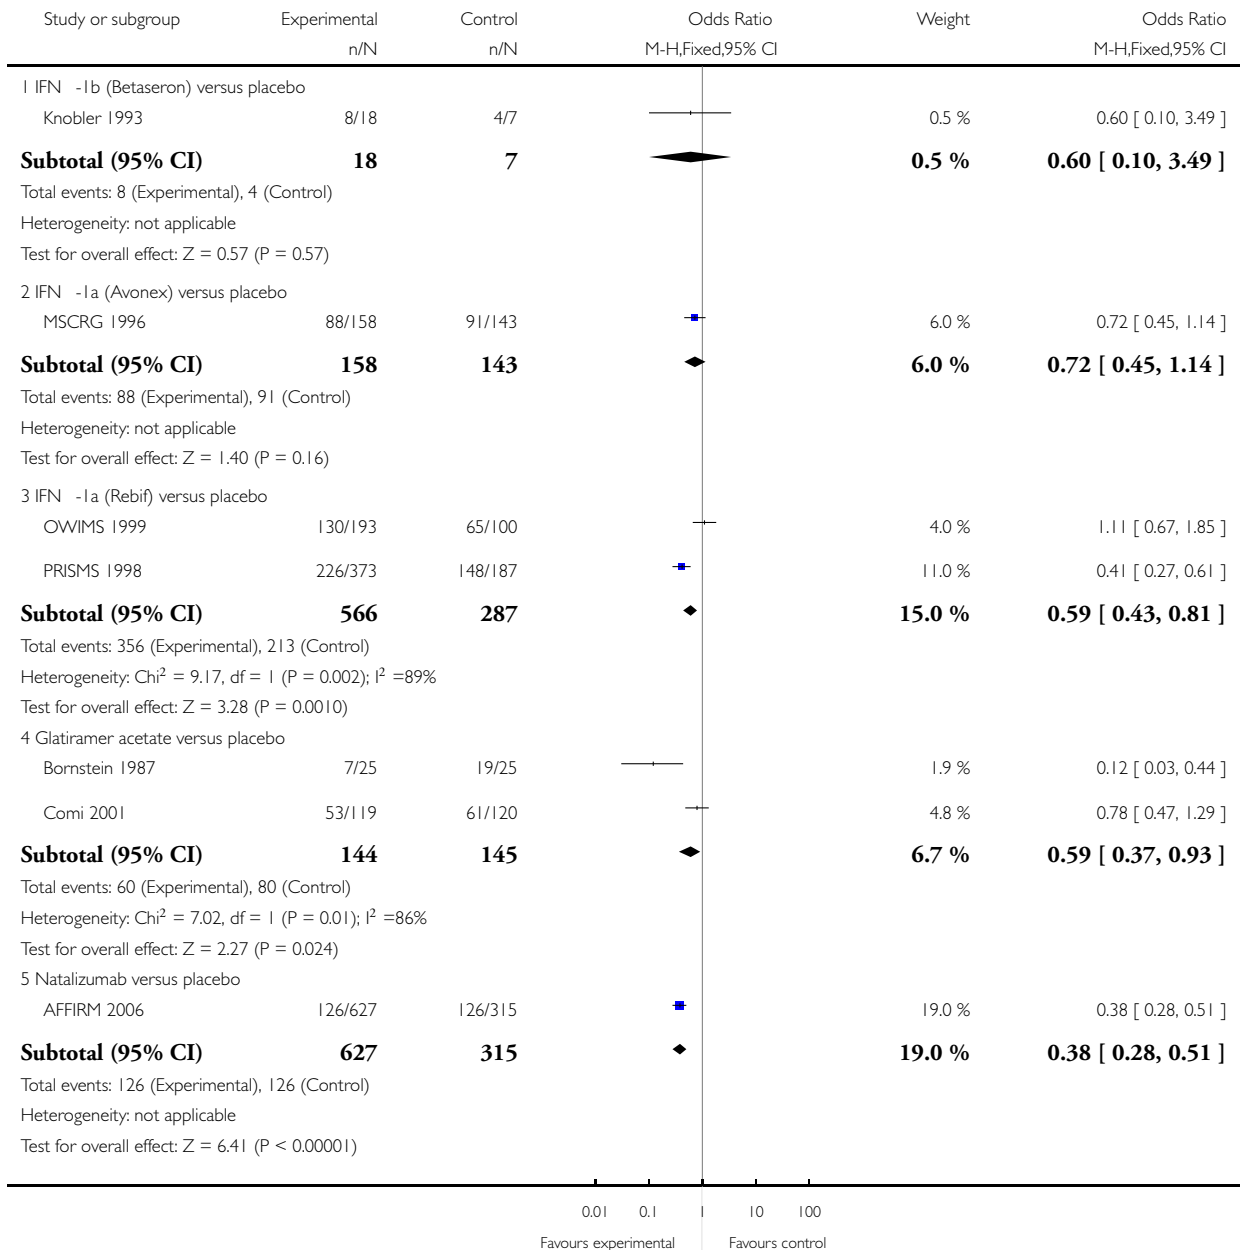 Study or subgroup Experimental Control Odds Ratio Weight Odds Ratio
n/N n/N M-H,Fixed,95% CI M-H,Fixed,95% CI
1 IFN -1b (Betaseron) versus placebo
Knobler 1993 8/18 4/7 0.5 % 0.60 [ 0.10, 3.49 ]
Subtotal (95% CI) 18 7 0.5 % 0.60 [ 0.10, 3.49 ]
Total events: 8 (Experimental), 4 (Control)
Heterogeneity: not applicable
Test for overall effect: Z = 0.57 (P = 0.57)
2 IFN -1a (Avonex) versus placebo
MSCRG 1996 88/158 91/143 6.0 % 0.72 [ 0.45, 1.14 ]
Subtotal (95% CI) 158 143 6.0 % 0.72 [ 0.45, 1.14 ]
Total events: 88 (Experimental), 91 (Control)
Heterogeneity: not applicable
Test for overall effect: Z = 1.40 (P = 0.16)
3 IFN -1a (Rebif) versus placebo
OWIMS 1999 130/193 65/100 4.0 % 1.11 [ 0.67, 1.85 ]
PRISMS 1998 226/373 148/187 11.0 % 0.41 [ 0.27, 0.61 ]
Subtotal (95% CI) 566 287 15.0 % 0.59 [ 0.43, 0.81 ]
Total events: 356 (Experimental), 213 (Control)
Heterogeneity: Chi² = 9.17, df = 1 (P = 0.002); I² =89%
Test for overall effect: Z = 3.28 (P = 0.0010)
4 Glatiramer acetate versus placebo
Bornstein 1987 7/25 19/25 1.9 % 0.12 [ 0.03, 0.44 ]
Comi 2001 53/119 61/120 4.8 % 0.78 [ 0.47, 1.29 ]
Subtotal (95% CI) 144 145 6.7 % 0.59 [ 0.37, 0.93 ]
Total events: 60 (Experimental), 80 (Control)
Heterogeneity: Chi² = 7.02, df = 1 (P = 0.01); I² =86%
Test for overall effect: Z = 2.27 (P = 0.024)
5 Natalizumab versus placebo
AFFIRM 2006 126/627 126/315 19.0 % 0.38 [ 0.28, 0.51 ]
Subtotal (95% CI) 627 315 19.0 % 0.38 [ 0.28, 0.51 ]
Total events: 126 (Experimental), 126 (Control)
Heterogeneity: not applicable
Test for overall effect: Z = 6.41 (P < 0.00001)
0.01 0.1 1 10 100
Favours experimental Favours control